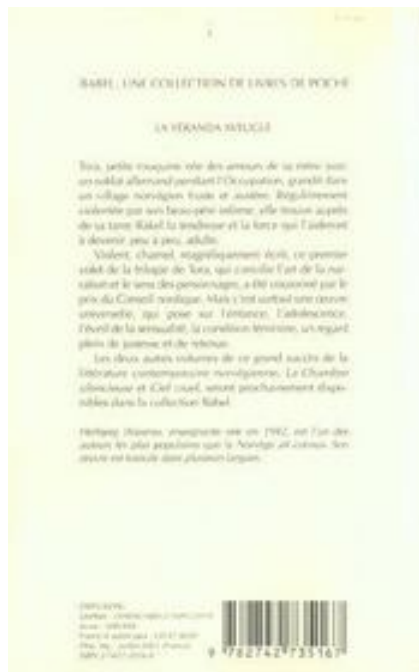 BABEL, UNE COLLECTION DE LIVRES DE POCHE
LA VÉRANDA AVEUGLE
Tora, petite rouquine née des amours de sa mère avec
un soldat allemand pendant l'Occupation, grandit dans
un village norvégien froid et austère. Régulièrement
violentée par son beau-père infirme, elle trouve auprès
de sa tante Rakel la tendresse et la force qui l'aideront
à devenir, peu à peu, adulte.
Violent, charnel, magnifiquement écrit, ce premier
volet de la trilogie de Tora, qui concilie l'art de la nar-
ration et le sens des personnages, a été couronné par le
prix du Conseil nordique. Mais c'est surtout une œuvre
universelle, qui pose sur l'enfance, l'adolescence,
l'éveil de la sensualité, la condition féminine, un regard
plein de justesse et de retenue.
Les deux autres volumes de ce grand succès de la
littérature contemporaine norvégienne, La Chambre
silencieuse et Ciel cruel, seront prochainement dispo-
nibles dans la collection Babel.
Herbjørg Wassmo, enseignante née en 1942, est l'un des
auteurs les plus populaires que la Norvège ait connus. Son
œuvre est traduite dans plusieurs langues.
9 782742 735167